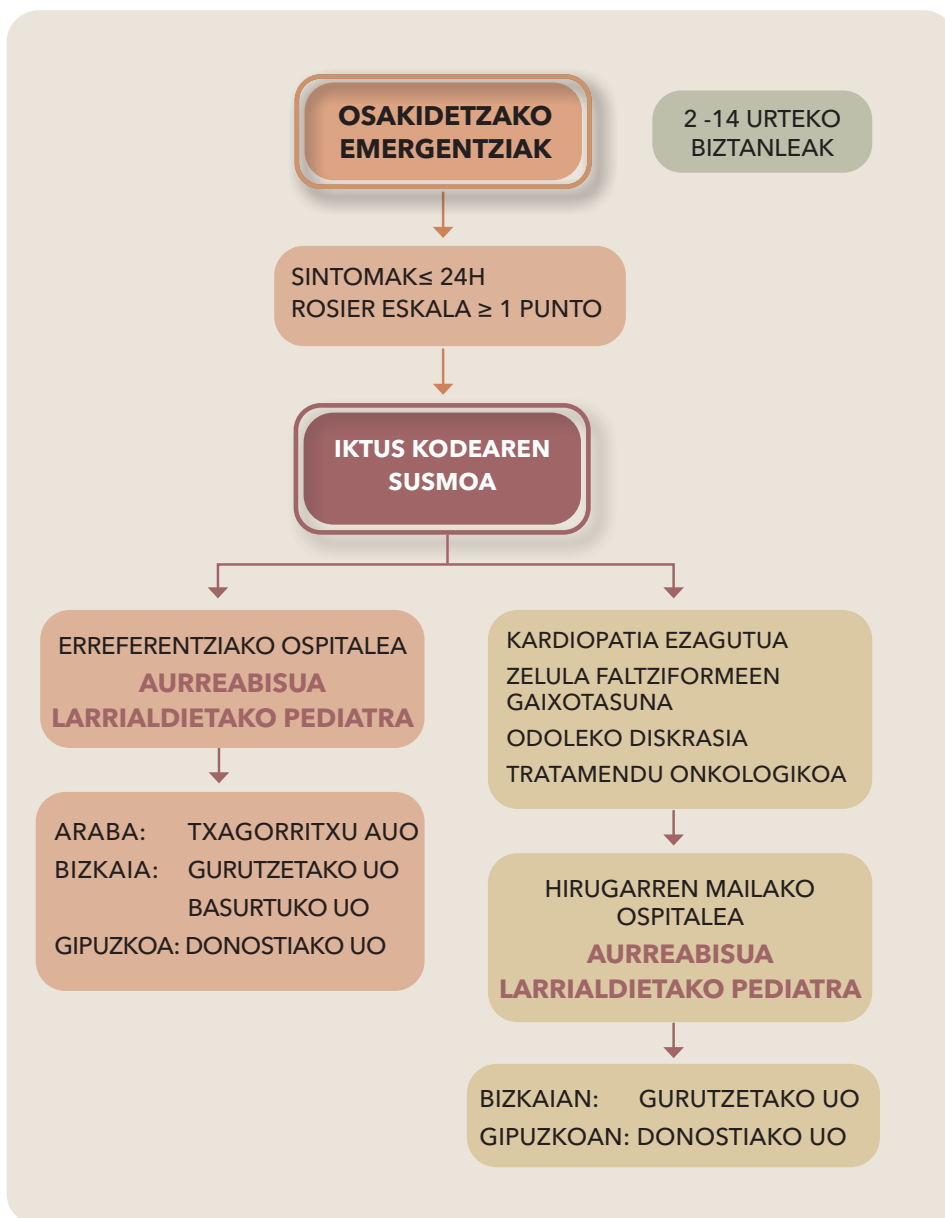 OSAKIDETZAKO
EMERGENTZIAK
2 -14 URTEKO
BIZTANLEAK
SINTOMAK≤ 24H
ROSIER ESKALA ≥ 1 PUNTO
IKTUS KODEAREN
SUSMOA
ERREFERENTZIAKO OSPITALEA
AURREABISUA
LARRIALDIETAKO PEDIATRA
ARABA: TXAGORRITXU AUO
BIZKAIA: GURUTZETAKO UO
BASURTUKO UO
GIPUZKOA: DONOSTIAKO UO
KARDIOPATIA EZAGUTUA
ZELULA FALTZIFORMEEN
GAIXOTASUNA
ODOLEKO DISKRASIA
TRATAMENDU ONKOLOGIKOA
HIRUGARREN MAILAKO
OSPITALEA
AURREABISUA
LARRIALDIETAKO PEDIATRA
BIZKAIAN: GURUTZETAKO UO
GIPUZKOAN: DONOSTIAKO UO